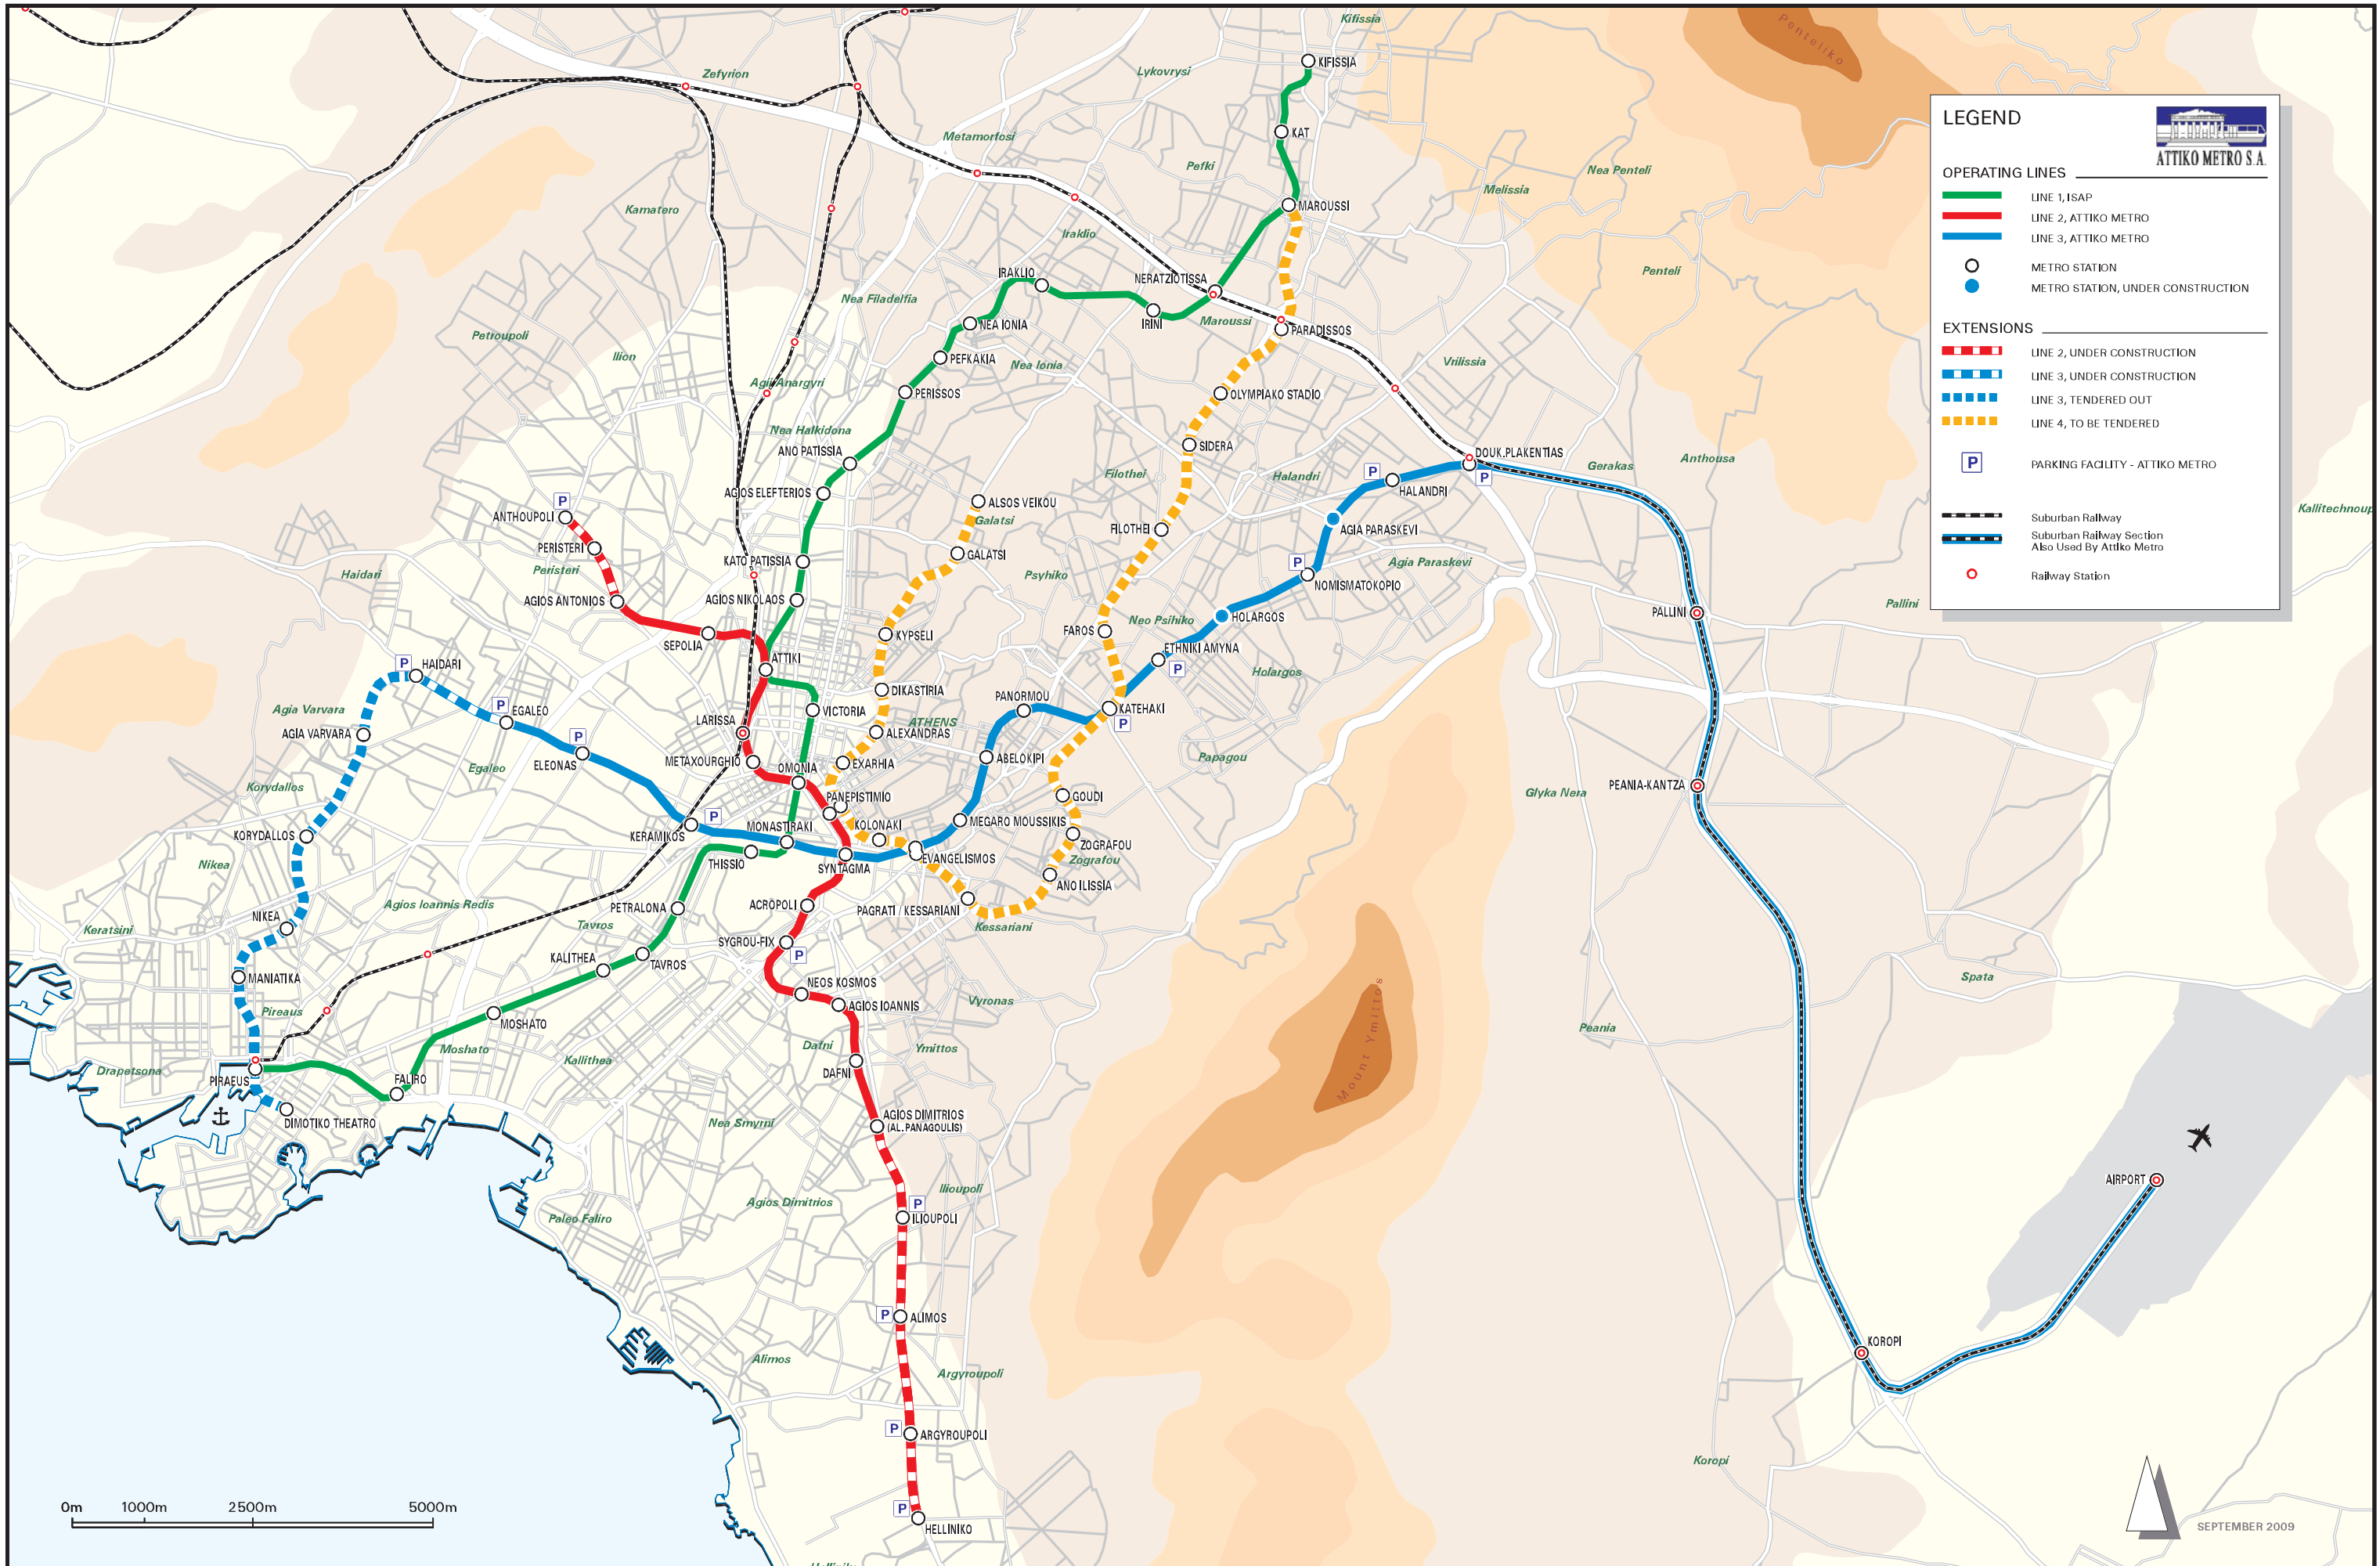 Kifissia
Penteliko
Zefyrion
Lykovrysi
KIFISSIA
Metamorfosi
KAT
Pefki
Nea Penteli
Melissia
Kamatero
MAROUSSI
Iraklio
Penteli
IRAKLIO
NERATZIOTISSA
Nea Filadelfia
NEA IONIA
IRINI
Maroussi
PARADISSOS
Petroupoli
Ilion
PEFKAKIA
Nea Ionia
Vrilissia
Agii Anargyri
PERISSOS
OLYMPIAKO STADIO
Nea Halkidona
ANO PATISSIA
SIDERA
DOUK.PLAKENTIAS
Anthousa
Gerakas
Filothei
Halandri
P
P
HALANDRI
AGIOS ELEFTERIOS
P
ALSOS VEIKOU
Kallitechnoup
ANTHOUPOLI
Galatsi
FILOTHEI
AGIA PARASKEVI
PERISTERI
GALATSI
KATO PATISSIA
Peristeri
Haidari
Psyhiko
P
Agia Paraskevi
NOMISMATOKOPIO
AGIOS ANTONIOS
AGIOS NIKOLAOS
Pallini
PALLINI
Neo Psihiko
HOLARGOS
FAROS
KYPSELI
SEPOLIA
ETHNIKI AMYNA
ATTIKI
P
HAIDARI
P
Holargos
DIKASTIRIA
PANORMOU
P
EGALEO
Agia Varvara
VICTORIA
KATEHAKI
LARISSA
ATHENS
P
AGIA VARVARA
ALEXANDRAS
P
ELEONAS
METAXOURGHIO
EXARHIA
ABELOKIPI
Papagou
Egaleo
OMONIA
Korydallos
PANEPISTIMIO
GOUDI
PEANIA-KANTZA
Glyka Nera
P
KOLONAKI
MEGARO MOUSSIKIS
MONASTIRAKI
KERAMIKOS
KORYDALLOS
ZOGRAFOU
Nikea
THISSIO
SYNTAGMA
EVANGELISMOS
Zografou
ANO ILISSIA
Agios Ioannis Redis
PETRALONA
ACROPOLI
PAGRATI / KESSARIANI
NIKEA
Keratsini
Tavros
Kessariani
SYGROU-FIX
P
KALITHEA
TAVROS
MANIATIKA
NEOS KOSMOS
Spata
Mount Ymittos
Vyronas
AGIOS IOANNIS
Pireaus
MOSHATO
Peania
Dafni
Ymittos
Moshato
Kallithea
Drapetsona
PIRAEUS
FALIRO
DAFNI
DIMOTIKO THEATRO
AGIOS DIMITRIOS
(AL. PANAGOULIS)
Nea Smyrni
Ilioupoli
AIRPORT
Agios Dimitrios
P
ILIOUPOLI
Paleo Faliro
P
ALIMOS
KOROPI
Alimos
Argyroupoli
P
ARGYROUPOLI
Koropi
P
HELLINIKO
0m 1000m 2500m 5000m
SEPTEMBER 2009
LEGEND
ATTIKO METRO S.A.
OPERATING LINES
LINE 1, ISAP
LINE 2, ATTIKO METRO
LINE 3, ATTIKO METRO
METRO STATION
METRO STATION, UNDER CONSTRUCTION
EXTENSIONS
LINE 2, UNDER CONSTRUCTION
LINE 3, UNDER CONSTRUCTION
LINE 3, TENDERED OUT
LINE 4, TO BE TENDERED
P PARKING FACILITY - ATTIKO METRO
Suburban Railway
Suburban Railway Section
Also Used By Attiko Metro
Railway Station